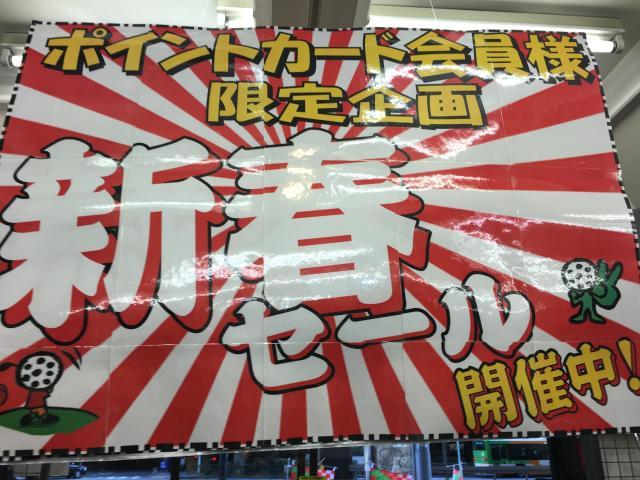 ポイントカード会員様
限定企画
新春
セール
開催中!